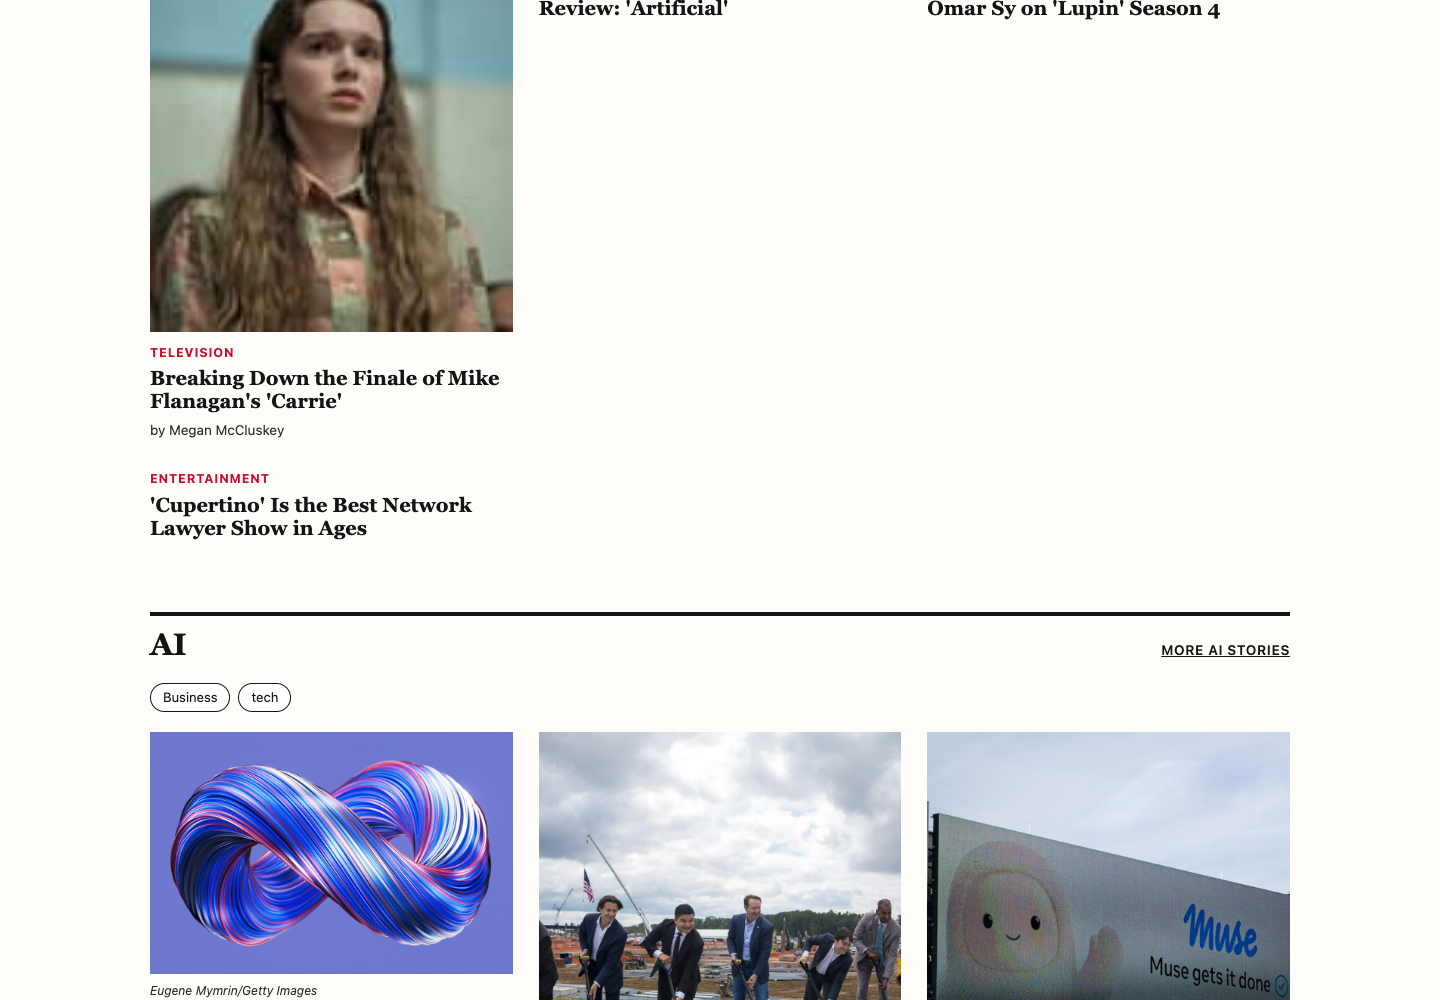 Review: 'Artificial'
Omar Sy on 'Lupin' Season 4
TELEVISION
Breaking Down the Finale of Mike
Flanagan's 'Carrie'
by Megan McCluskey
ENTERTAINMENT
'Cupertino' Is the Best Network
Lawyer Show in Ages
AI
MORE AI STORIES
Business
tech
Muse
Muse gets it done
Eugene Mymrin/Getty Images